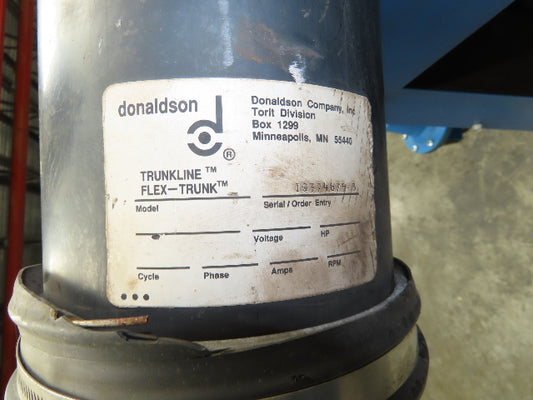 donaldson
Donaldson Company, Inc
Torit Division
Box 1299
Minneapolis, MN 55440
®
TRUNKLINE™
FLEX-TRUNK™
Model
Serial/Order Entry
Voltage
HP
Cycle
Phase
Amps
RPM